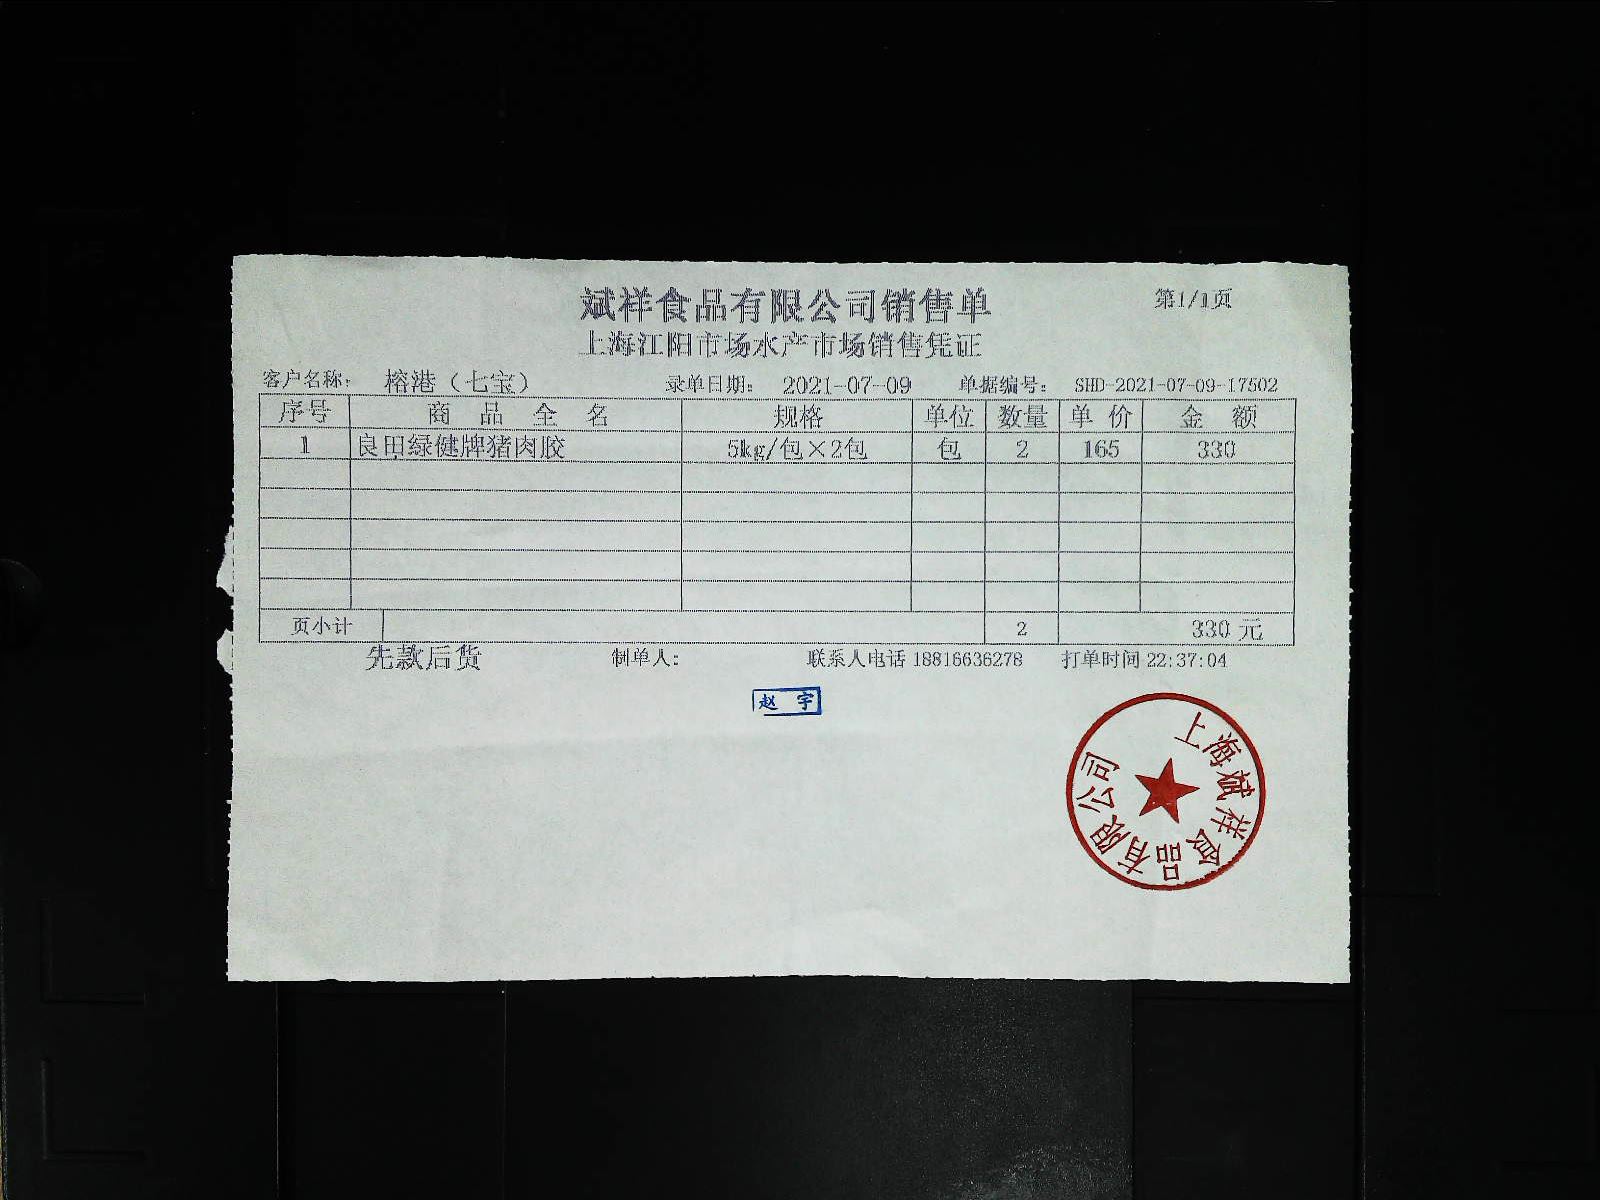 斌祥食品有限公司销售单
第1/1页
上海江阳市场水产市场销售凭证
客户名称: 榕港（七宝） 录单日期: 2021-07-09 单据编号: SHD-2021-07-09-17502
序号 商品全名 规格 单位 数量 单价 金额
1 良田绿健牌猪肉胶 5kg/包×2包 包 2 165 330
页小计 2 330 元
先款后货 制单人: 联系人电话 18816636278 打单时间 22:37:04
赵宇
上海斌祥食品有限公司